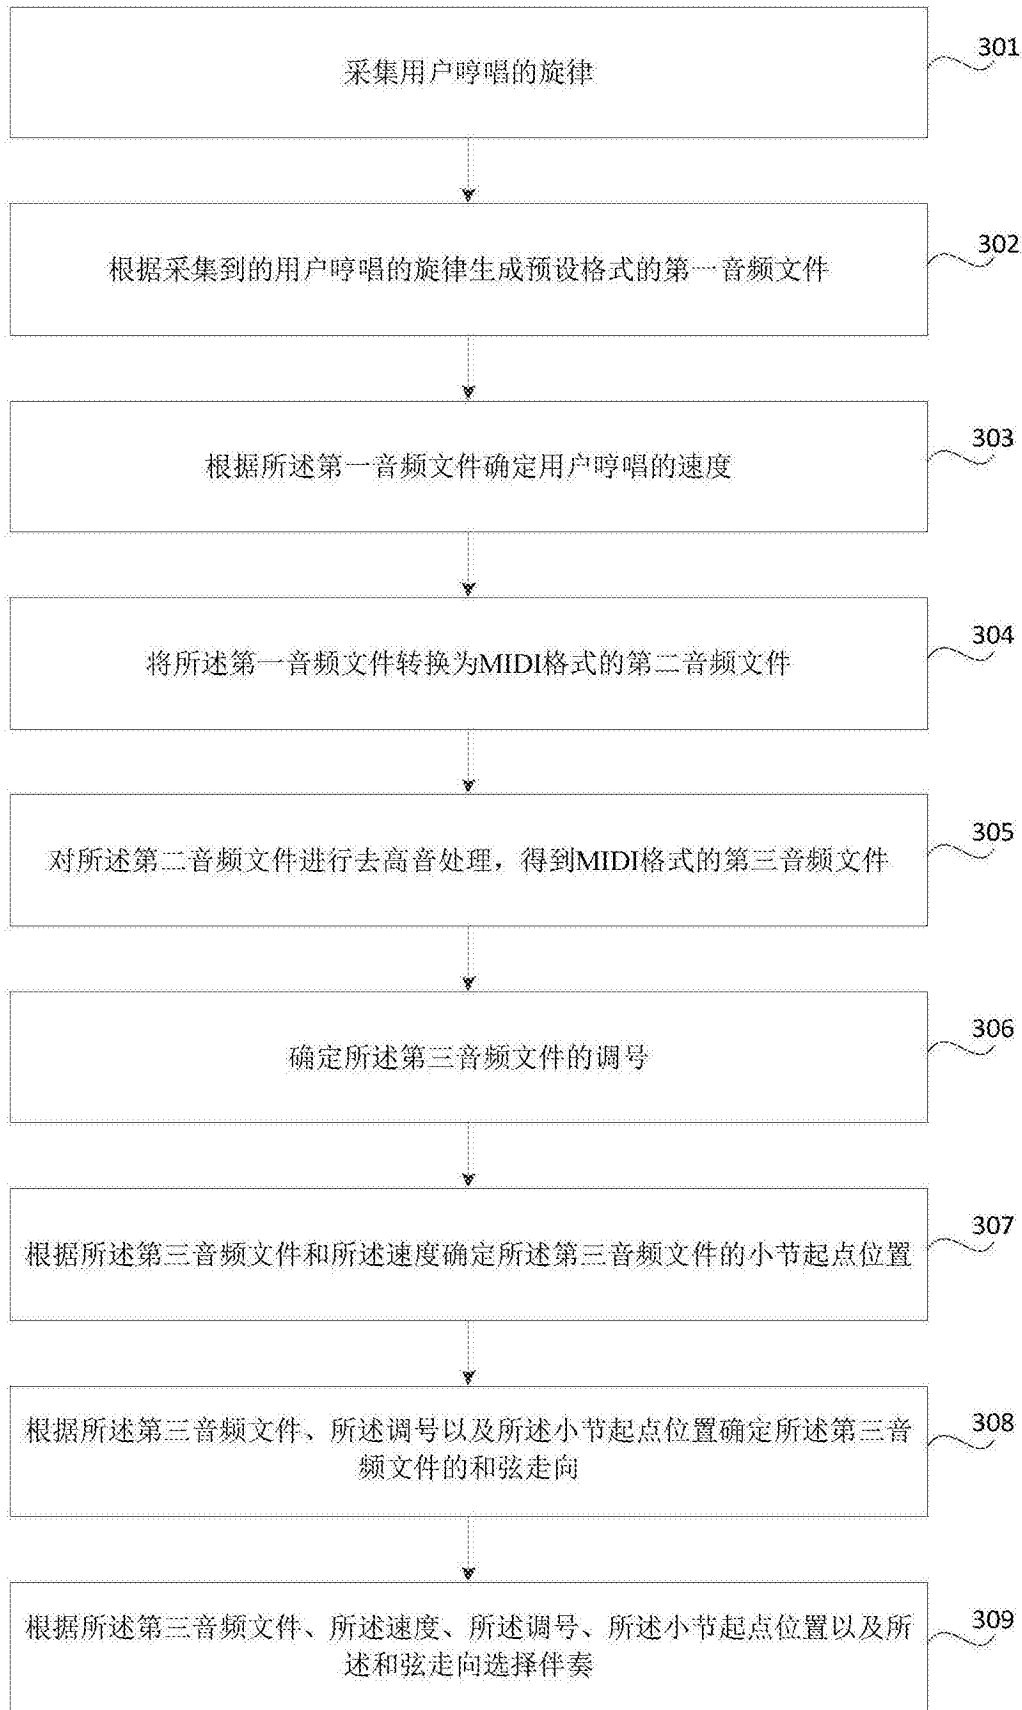 采集用户哼唱的旋律
301
根据采集到的用户哼唱的旋律生成预设格式的第一音频文件
302
根据所述第一音频文件确定用户哼唱的速度
303
将所述第一音频文件转换为MIDI格式的第二音频文件
304
对所述第二音频文件进行去高音处理，得到MIDI格式的第三音频文件
305
确定所述第三音频文件的调号
306
根据所述第三音频文件和所述速度确定所述第三音频文件的小节起点位置
307
根据所述第三音频文件、所述调号以及所述小节起点位置确定所述第三音
频文件的和弦走向
308
根据所述第三音频文件、所述速度、所述调号、所述小节起点位置以及所
述和弦走向选择伴奏
309